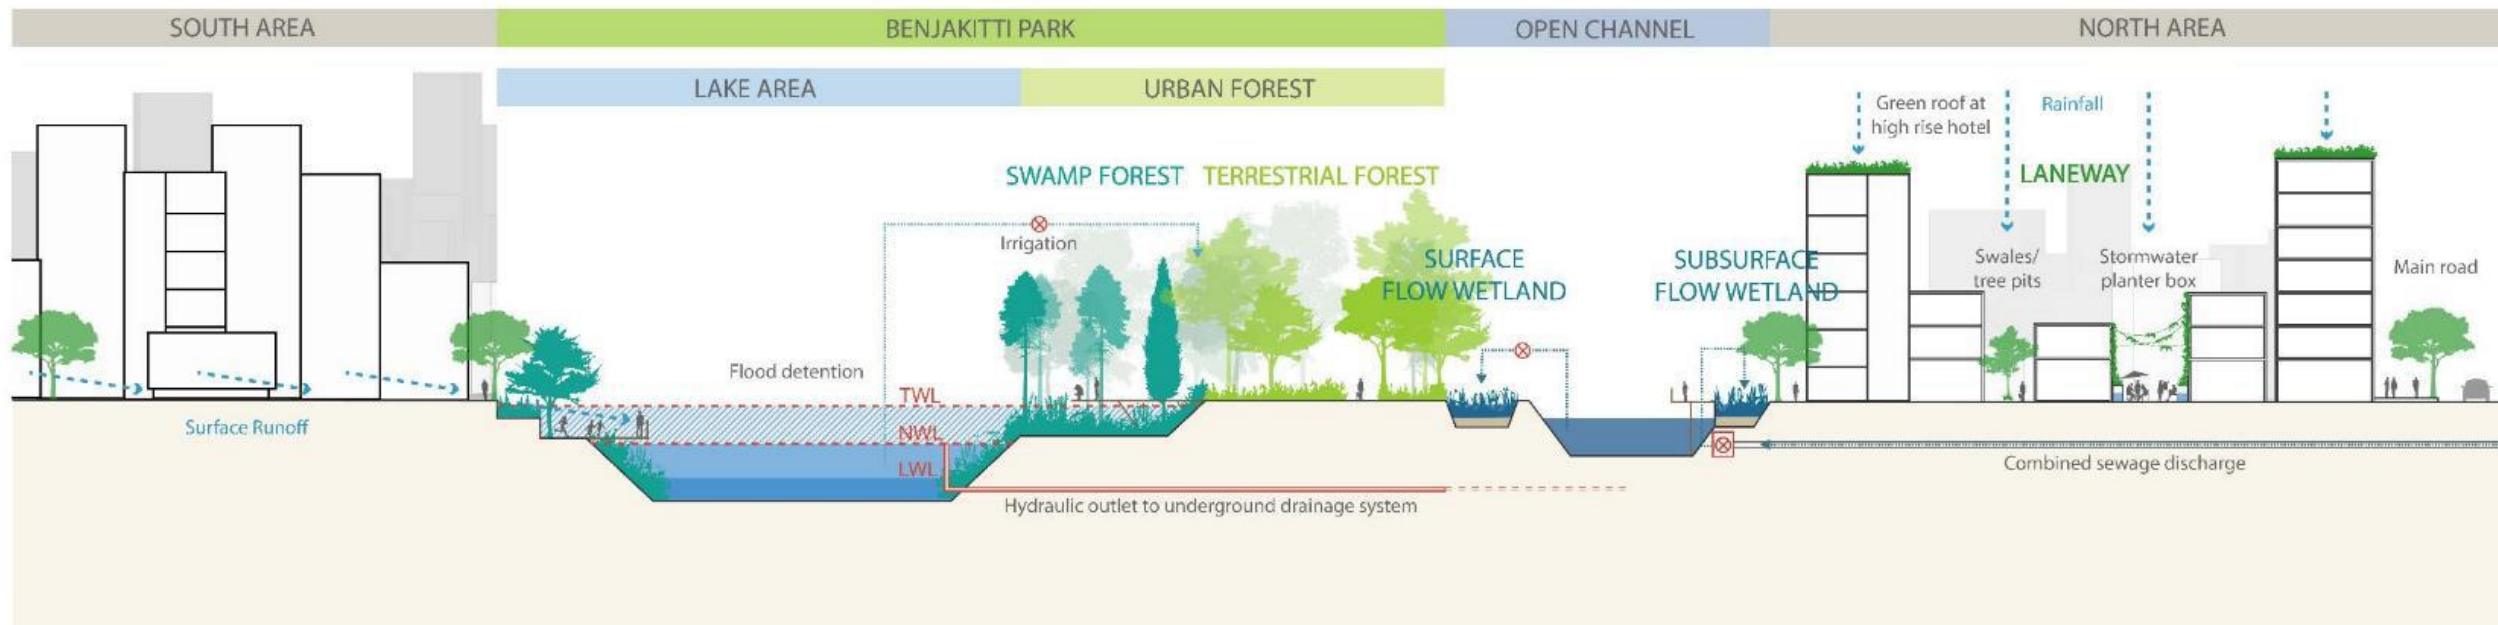 SOUTH AREA
BENJAKITTI PARK
OPEN CHANNEL
NORTH AREA
LAKE AREA
URBAN FOREST
Green roof at
high rise hotel
Rainfall
SWAMP FOREST
TERRESTRIAL FOREST
LANEWAY
Irrigation
SURFACE
FLOW WETLAND
SUBSURFACE
FLOW WETLAND
Swales/
tree pits
Stormwater
planter box
Main road
Flood detention
TWL
NWL
LWL
Surface Runoff
Combined sewage discharge
Hydraulic outlet to underground drainage system